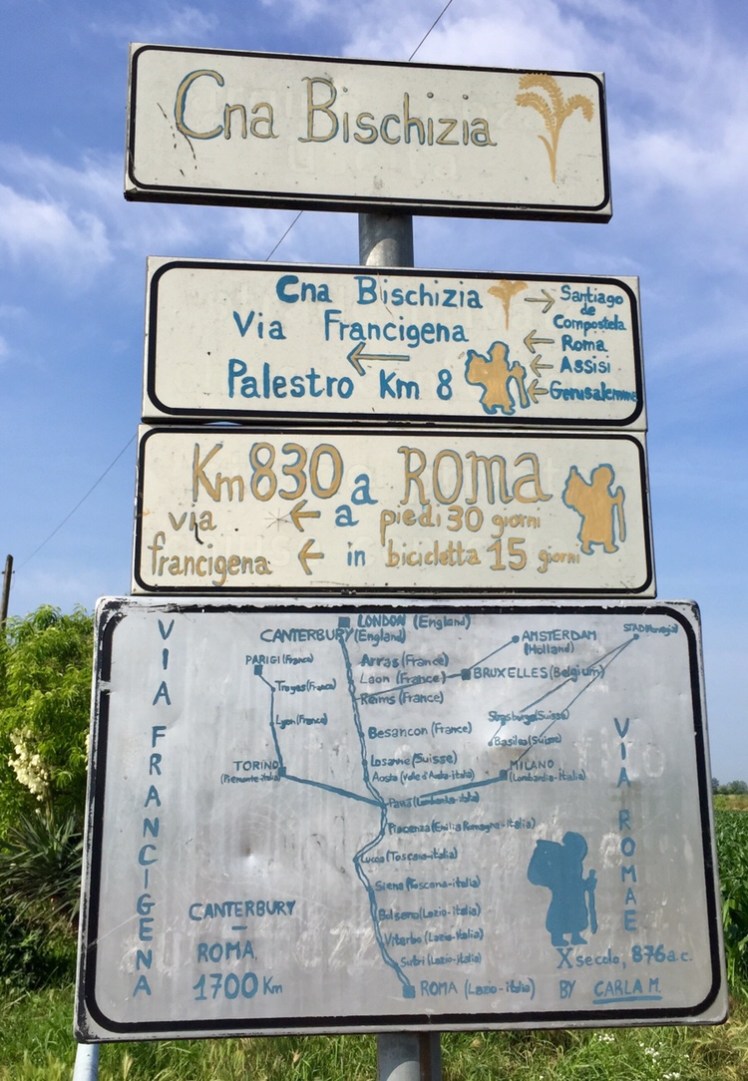 Cna Bischizia
Cna Bischizia → Santiago de Compostela
Via Francigena ← Roma
← ← Assisi
Palestro Km 8 ← Gerusalemme
Km 830 a ROMA
via ← a piedi 30 giorni
francigena ← in bicicletta 15 giorni
VIA FRANCIGENA
LONDON (England)
CANTERBURY (England)
AMSTERDAM (Holland)
PARIGI (France)
Arras (France)
Laon (France)
BRUXELLES (Belgium)
Troyes (France)
Reims (France)
Lyon (France)
Strasburgo (Suisse)
Besancon (France)
Basilea (Suisse)
Losanne (Suisse)
TORINO (Piemonte-italia)
Aosta (Valle d'Aosta-italia)
MILANO (Lombardia-italia)
Pavia (Lombardia-italia)
Piacenza (Emilia Romagna-italia)
Lucca (Toscana-italia)
Siena (Toscana-italia)
Bolsena (Lazio-italia)
Viterbo (Lazio-italia)
(Lazio-italia)
ROMA (Lazio-italia)
CANTERBURY
-
ROMA
1700 Km
VIA ROMAE
X secolo, 876 a.c.
BY CARLA M.